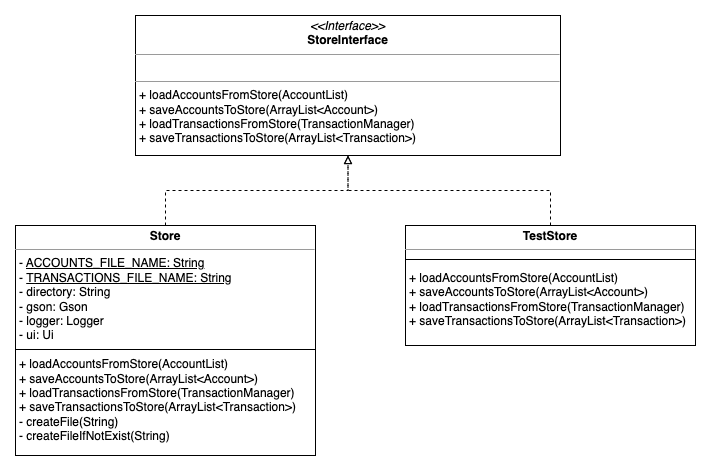 <<Interface>>
StoreInterface
+ loadAccountsFromStore(AccountList)
+ saveAccountsToStore(ArrayList<Account>)
+ loadTransactionsFromStore(TransactionManager)
+ saveTransactionsToStore(ArrayList<Transaction>)
Store
- ACCOUNTS_FILE_NAME: String
- TRANSACTIONS_FILE_NAME: String
- directory: String
- gson: Gson
- logger: Logger
- ui: Ui
+ loadAccountsFromStore(AccountList)
+ saveAccountsToStore(ArrayList<Account>)
+ loadTransactionsFromStore(TransactionManager)
+ saveTransactionsToStore(ArrayList<Transaction>)
- createFile(String)
- createFileIfNotExist(String)
TestStore
+ loadAccountsFromStore(AccountList)
+ saveAccountsToStore(ArrayList<Account>)
+ loadTransactionsFromStore(TransactionManager)
+ saveTransactionsToStore(ArrayList<Transaction>)